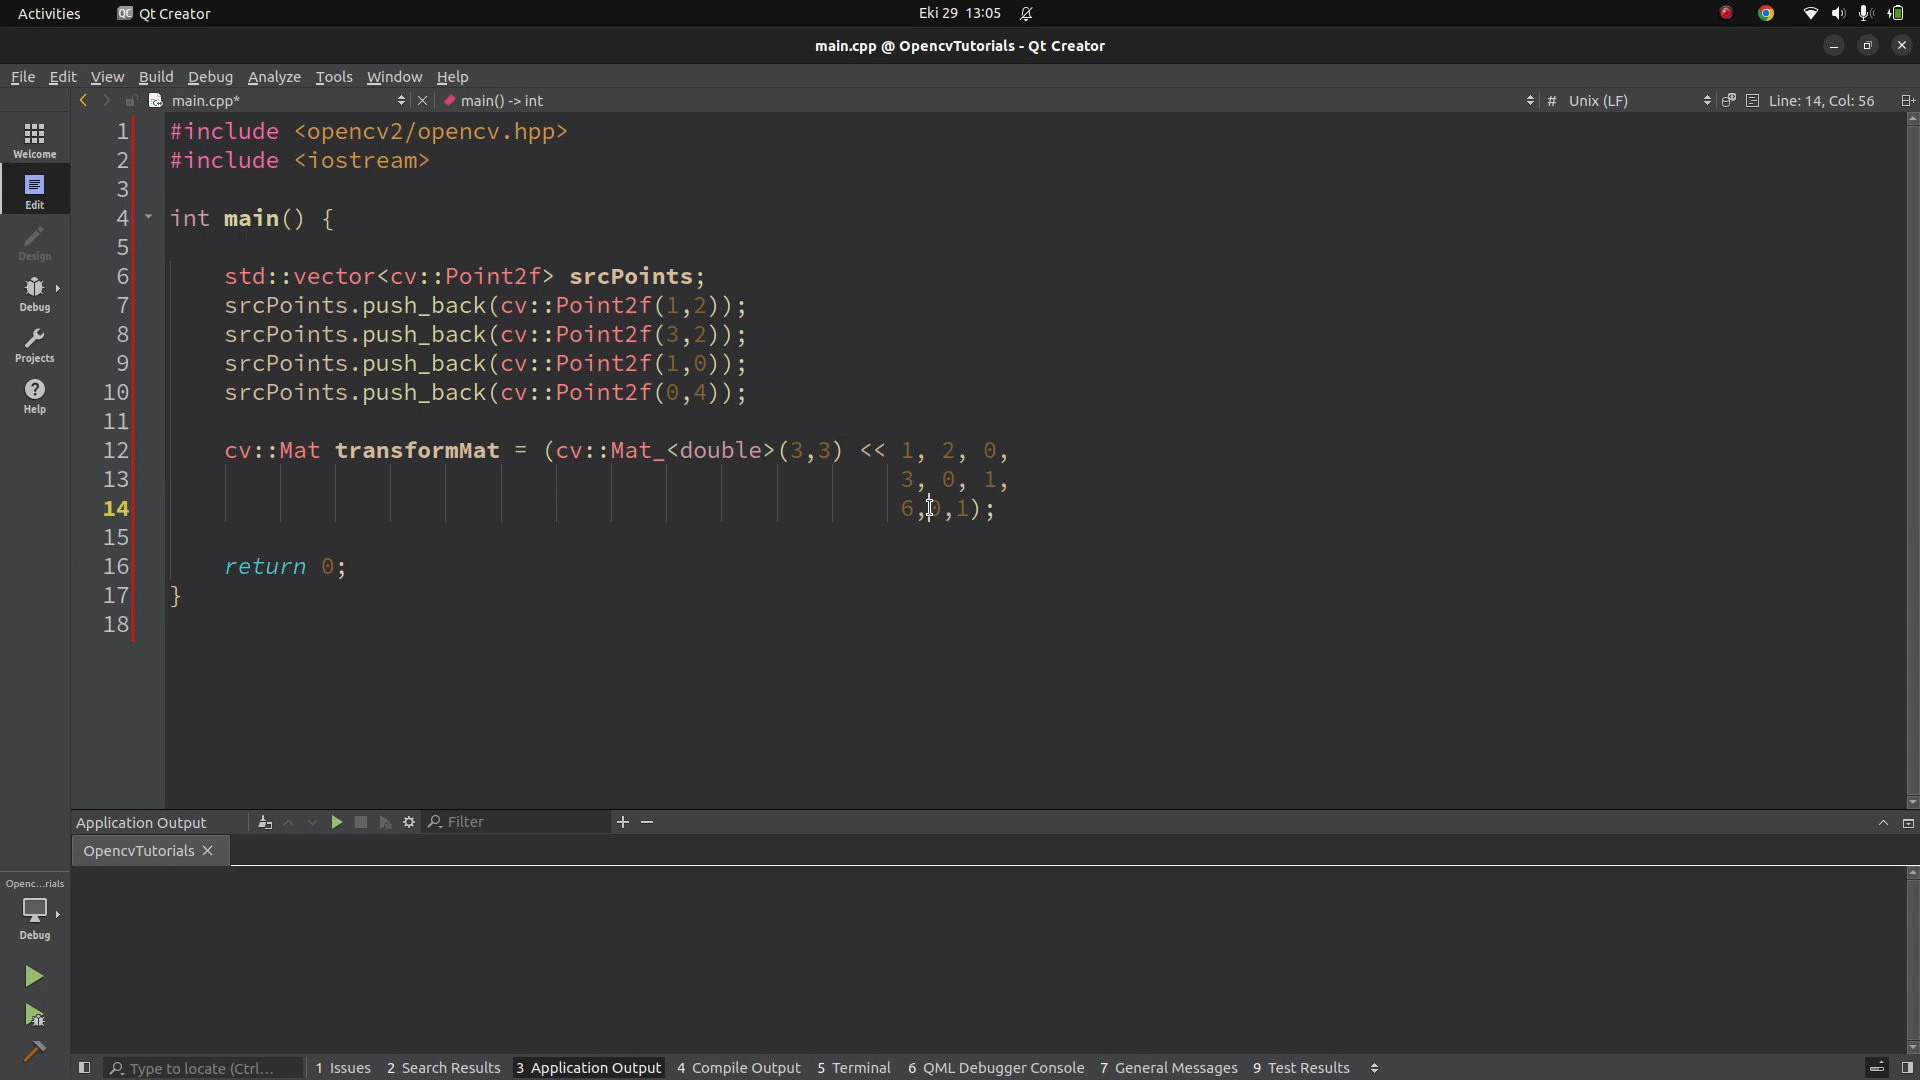 Activities
Qt Creator
Eki 29 13:05
main.cpp @ OpencvTutorials - Qt Creator
File Edit View Build Debug Analyze Tools Window Help
main.cpp*
main() -> int
# Unix (LF)
Line: 14, Col: 56
Welcome
Edit
Design
Debug
Projects
Help
1 #include <opencv2/opencv.hpp>
2 #include <iostream>
3
4 int main() {
5
6 std::vector<cv::Point2f> srcPoints;
7 srcPoints.push_back(cv::Point2f(1,2));
8 srcPoints.push_back(cv::Point2f(3,2));
9 srcPoints.push_back(cv::Point2f(1,0));
10 srcPoints.push_back(cv::Point2f(0,4));
11
12 cv::Mat transformMat = (cv::Mat_<double>(3,3) << 1, 2, 0,
13 3, 0, 1,
14 6,0,1);
15
16 return 0;
17 }
18
Application Output
Filter
OpencvTutorials
Openc...rials
Debug
Type to locate (Ctrl...
1 Issues 2 Search Results 3 Application Output 4 Compile Output 5 Terminal 6 QML Debugger Console 7 General Messages 9 Test Results